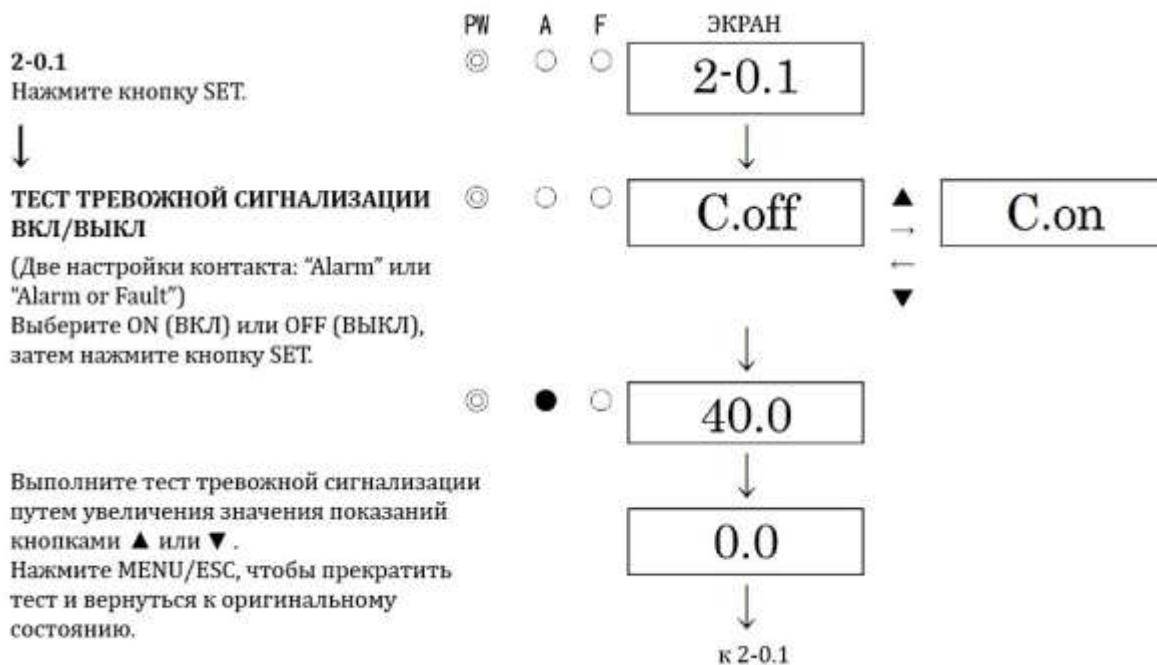 PW A F ЭКРАН
2-0.1
Нажмите кнопку SET.
2-0.1
ТЕСТ ТРЕВОЖНОЙ СИГНАЛИЗАЦИИ
ВКЛ/ВЫКЛ
(Две настройки контакта: “Alarm” или
“Alarm or Fault”)
Выберите ON (ВКЛ) или OFF (ВЫКЛ),
затем нажмите кнопку SET.
C.off
C.on
40.0
Выполните тест тревожной сигнализации
путем увеличения значения показаний
кнопками ▲ или ▼ .
Нажмите MENU/ESC, чтобы прекратить
тест и вернуться к оригинальному
состоянию.
0.0
к 2-0.1